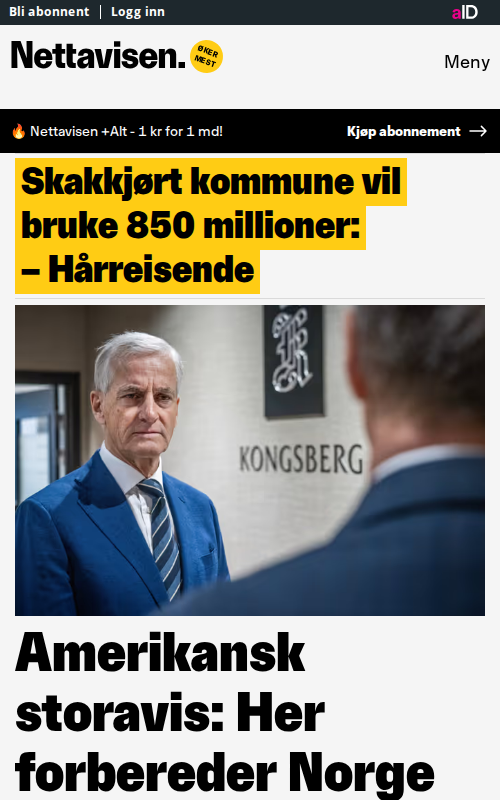 Bli abonnent | Logg inn
aID
Nettavisen.
ØKER
MEST
Meny
Nettavisen +Alt - 1 kr for 1 md!
Kjøp abonnement
Skakkjørt kommune vil
bruke 850 millioner:
– Hårreisende
KONGSBERG
Amerikansk
storavis: Her
forbereder Norge